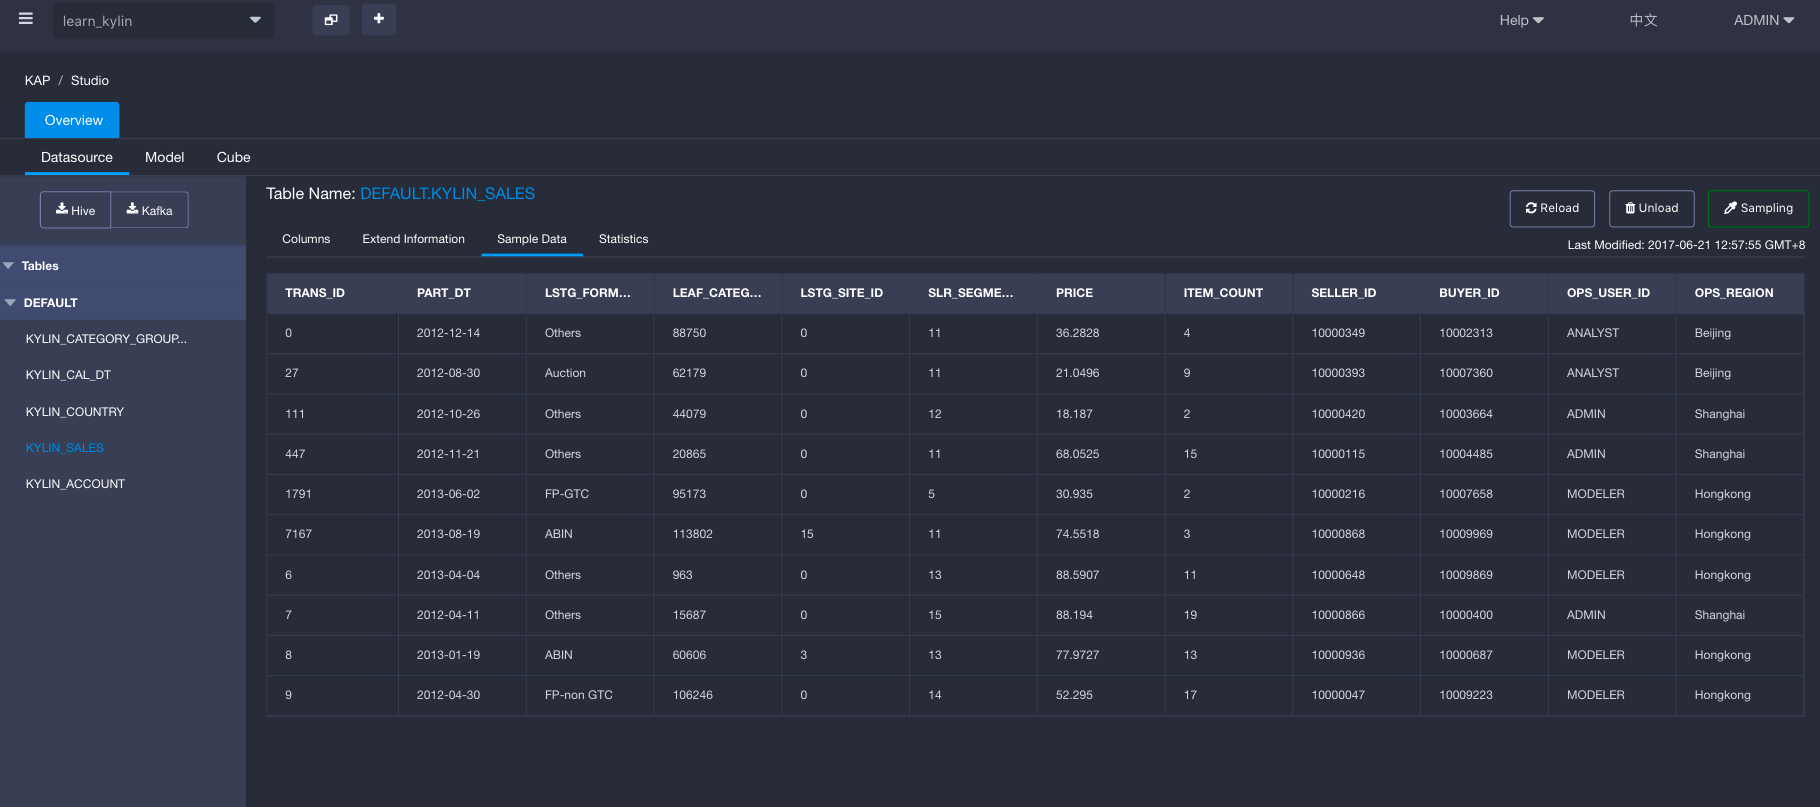 learn_kylin Help 中文 ADMIN
KAP / Studio
Overview
Datasource Model Cube
Hive Kafka
Tables
DEFAULT
KYLIN_CATEGORY_GROUP...
KYLIN_CAL_DT
KYLIN_COUNTRY
KYLIN_SALES
KYLIN_ACCOUNT
Table Name: DEFAULT.KYLIN_SALES
Reload Unload Sampling
Last Modified: 2017-06-21 12:57:55 GMT+8
Columns Extend Information Sample Data Statistics
TRANS_ID PART_DT LSTG_FORM... LEAF_CATEG... LSTG_SITE_ID SLR_SEGME... PRICE ITEM_COUNT SELLER_ID BUYER_ID OPS_USER_ID OPS_REGION
0 2012-12-14 Others 88750 0 11 36.2828 4 10000349 10002313 ANALYST Beijing
27 2012-08-30 Auction 62179 0 11 21.0496 9 10000393 10007360 ANALYST Beijing
111 2012-10-26 Others 44079 0 12 18.187 2 10000420 10003664 ADMIN Shanghai
447 2012-11-21 Others 20865 0 11 68.0525 15 10000115 10004485 ADMIN Shanghai
1791 2013-06-02 FP-GTC 95173 0 5 30.935 2 10000216 10007658 MODELER Hongkong
7167 2013-08-19 ABIN 113802 15 11 74.5518 3 10000868 10009969 MODELER Hongkong
6 2013-04-04 Others 963 0 13 88.5907 11 10000648 10009869 MODELER Hongkong
7 2012-04-11 Others 15687 0 15 88.194 19 10000866 10000400 ADMIN Shanghai
8 2013-01-19 ABIN 60606 3 13 77.9727 13 10000936 10000687 MODELER Hongkong
9 2012-04-30 FP-non GTC 106246 0 14 52.295 17 10000047 10009223 MODELER Hongkong